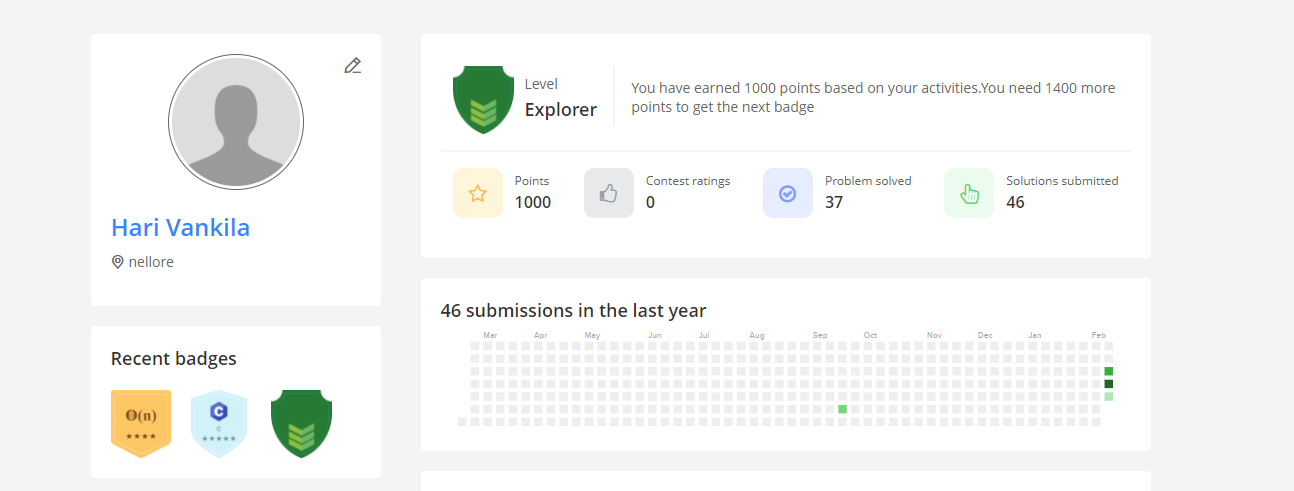 Hari Vankila
nellore
Recent badges
O(n)
C
C
Level
Explorer
You have earned 1000 points based on your activities.You need 1400 more
points to get the next badge
Points
1000
Contest ratings
0
Problem solved
37
Solutions submitted
46
46 submissions in the last year
Mar Apr May Jun Jul Aug Sep Oct Nov Dec Jan Feb